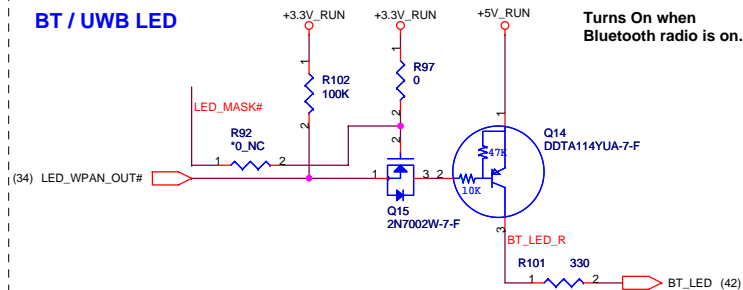 BT / UWB LED
+3.3V_RUN
+3.3V_RUN
+5V_RUN
Turns On when
Bluetooth radio is on.
1
1
R102
100K
R97
0
1
LED_MASK#
2
2
R92
*0_NC
1
2
Q14
DDTA114YUA-7-F
47K
2
(34) LED_WPAN_OUT#
1
3
2
10K
Q15
2N7002W-7-F
3
BT_LED_R
R101
330
1
2
BT_LED (42)